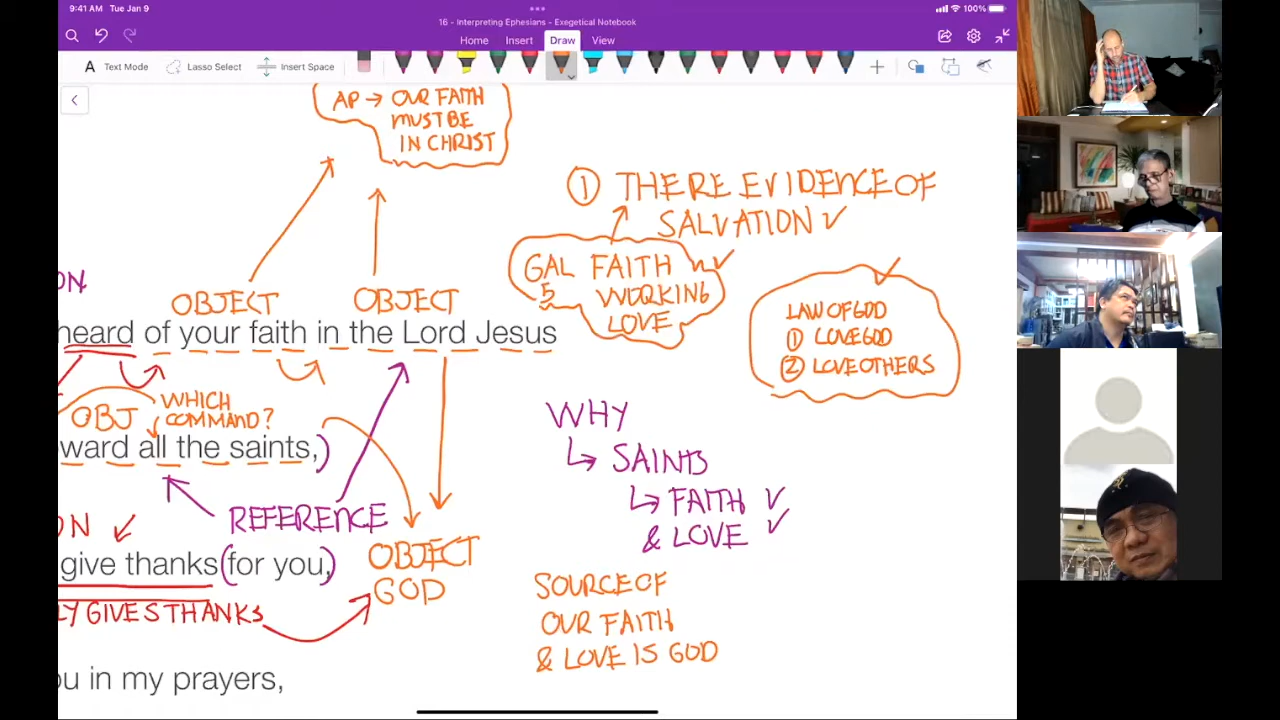 9:41 AM Tue Jan 9
100%
16 - Interpreting Ephesians - Exegetical Notebook
Home Insert Draw View
A Text Mode Lasso Select Insert Space
AP → OUR FAITH
MUST BE
IN CHRIST
① THERE EVIDENCE OF
SALVATION ✓
GAL FAITH
5 WORKING
LOVE
LAW OF GOD
① LOVE GOD
② LOVE OTHERS
ON
OBJECT OBJECT
heard of your faith in the Lord Jesus
OBJ WHICH
COMMAND?
ward all the saints,)
WHY
↳ SAINTS
↳ FAITH ✓
& LOVE ✓
REFERENCE
ON
give thanks (for you,)
LY GIVES THANKS
OBJECT
GOD
SOURCE OF
OUR FAITH
& LOVE IS GOD
ou in my prayers,